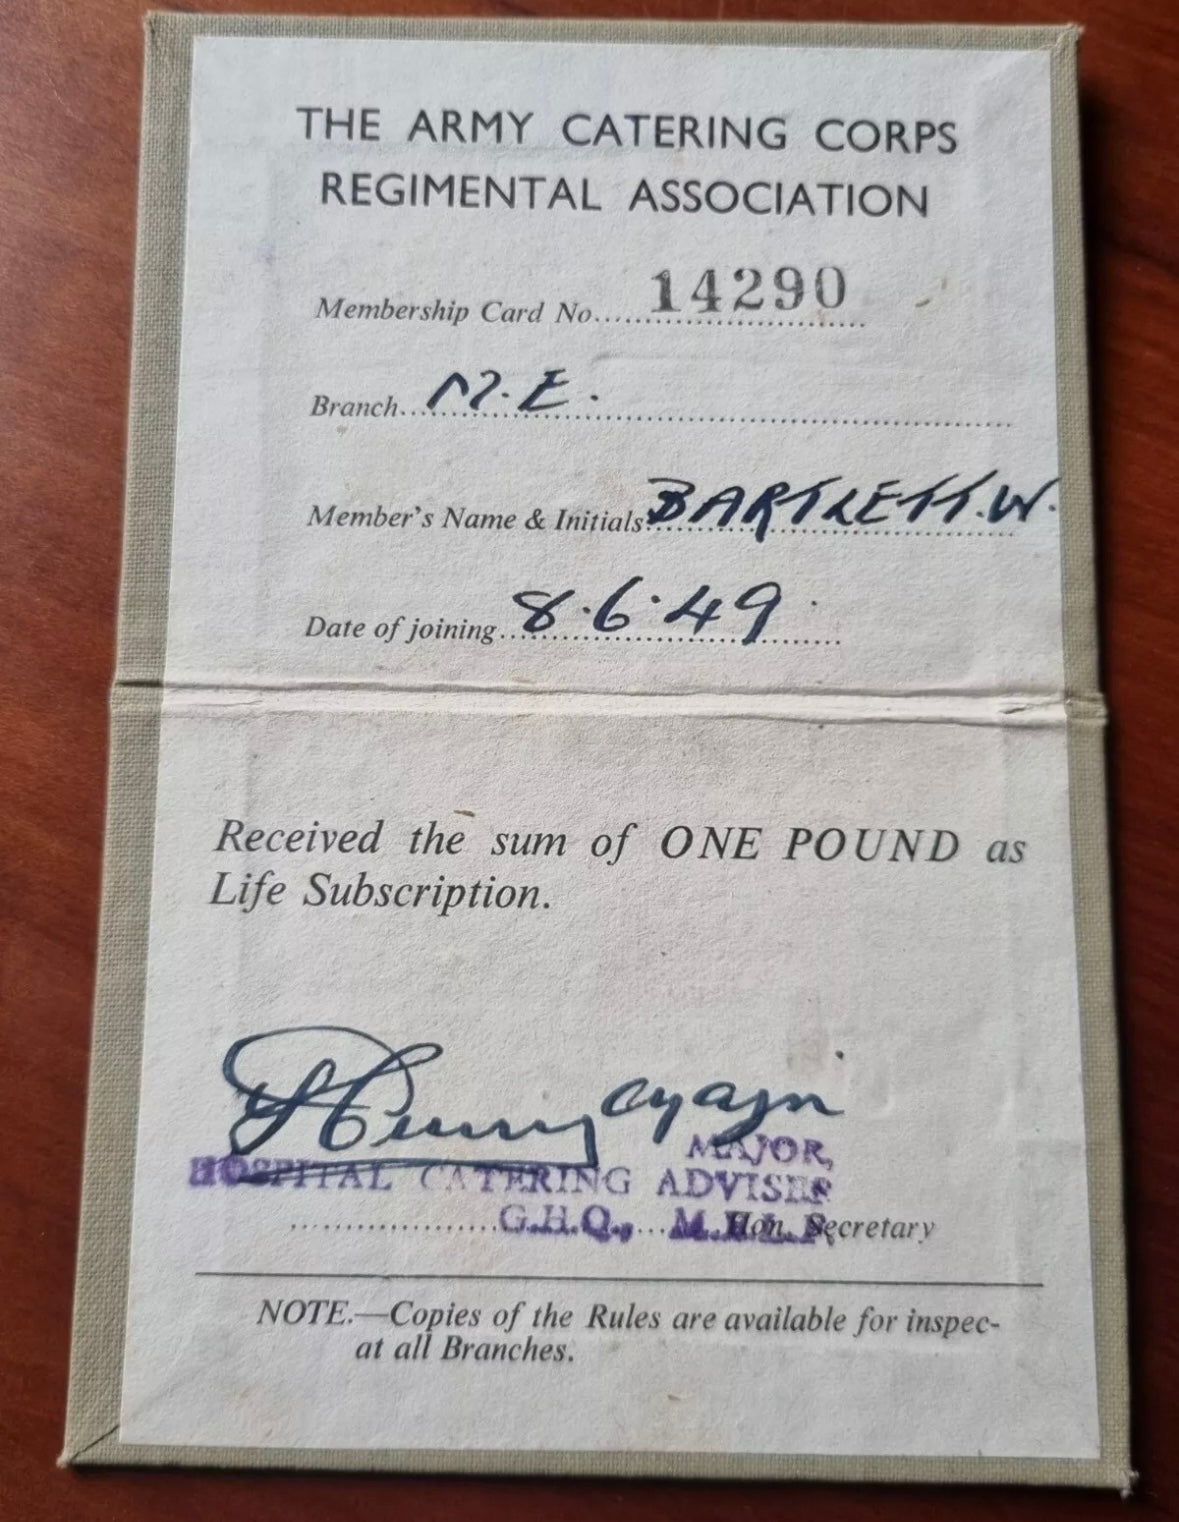 THE ARMY CATERING CORPS
REGIMENTAL ASSOCIATION
Membership Card No. 14290
Branch M.E.
Member's Name & Initials BARTLETT.W.
Date of joining 8.6.49
Received the sum of ONE POUND as
Life Subscription.
MAJOR,
HOSPITAL CATERING ADVISER
G.H.Q., M.E.L.F. Hon. Secretary
NOTE.—Copies of the Rules are available for inspec-
at all Branches.